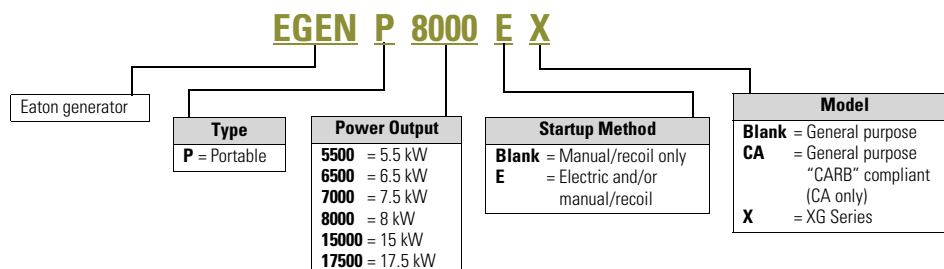 EGEN P 8000 E X
Eaton generator
Type
P = Portable
Power Output
5500 = 5.5 kW
6500 = 6.5 kW
7000 = 7.5 kW
8000 = 8 kW
15000 = 15 kW
17500 = 17.5 kW
Startup Method
Blank = Manual/recoil only
E = Electric and/or
manual/recoil
Model
Blank = General purpose
CA = General purpose
“CARB” compliant
(CA only)
X = XG Series